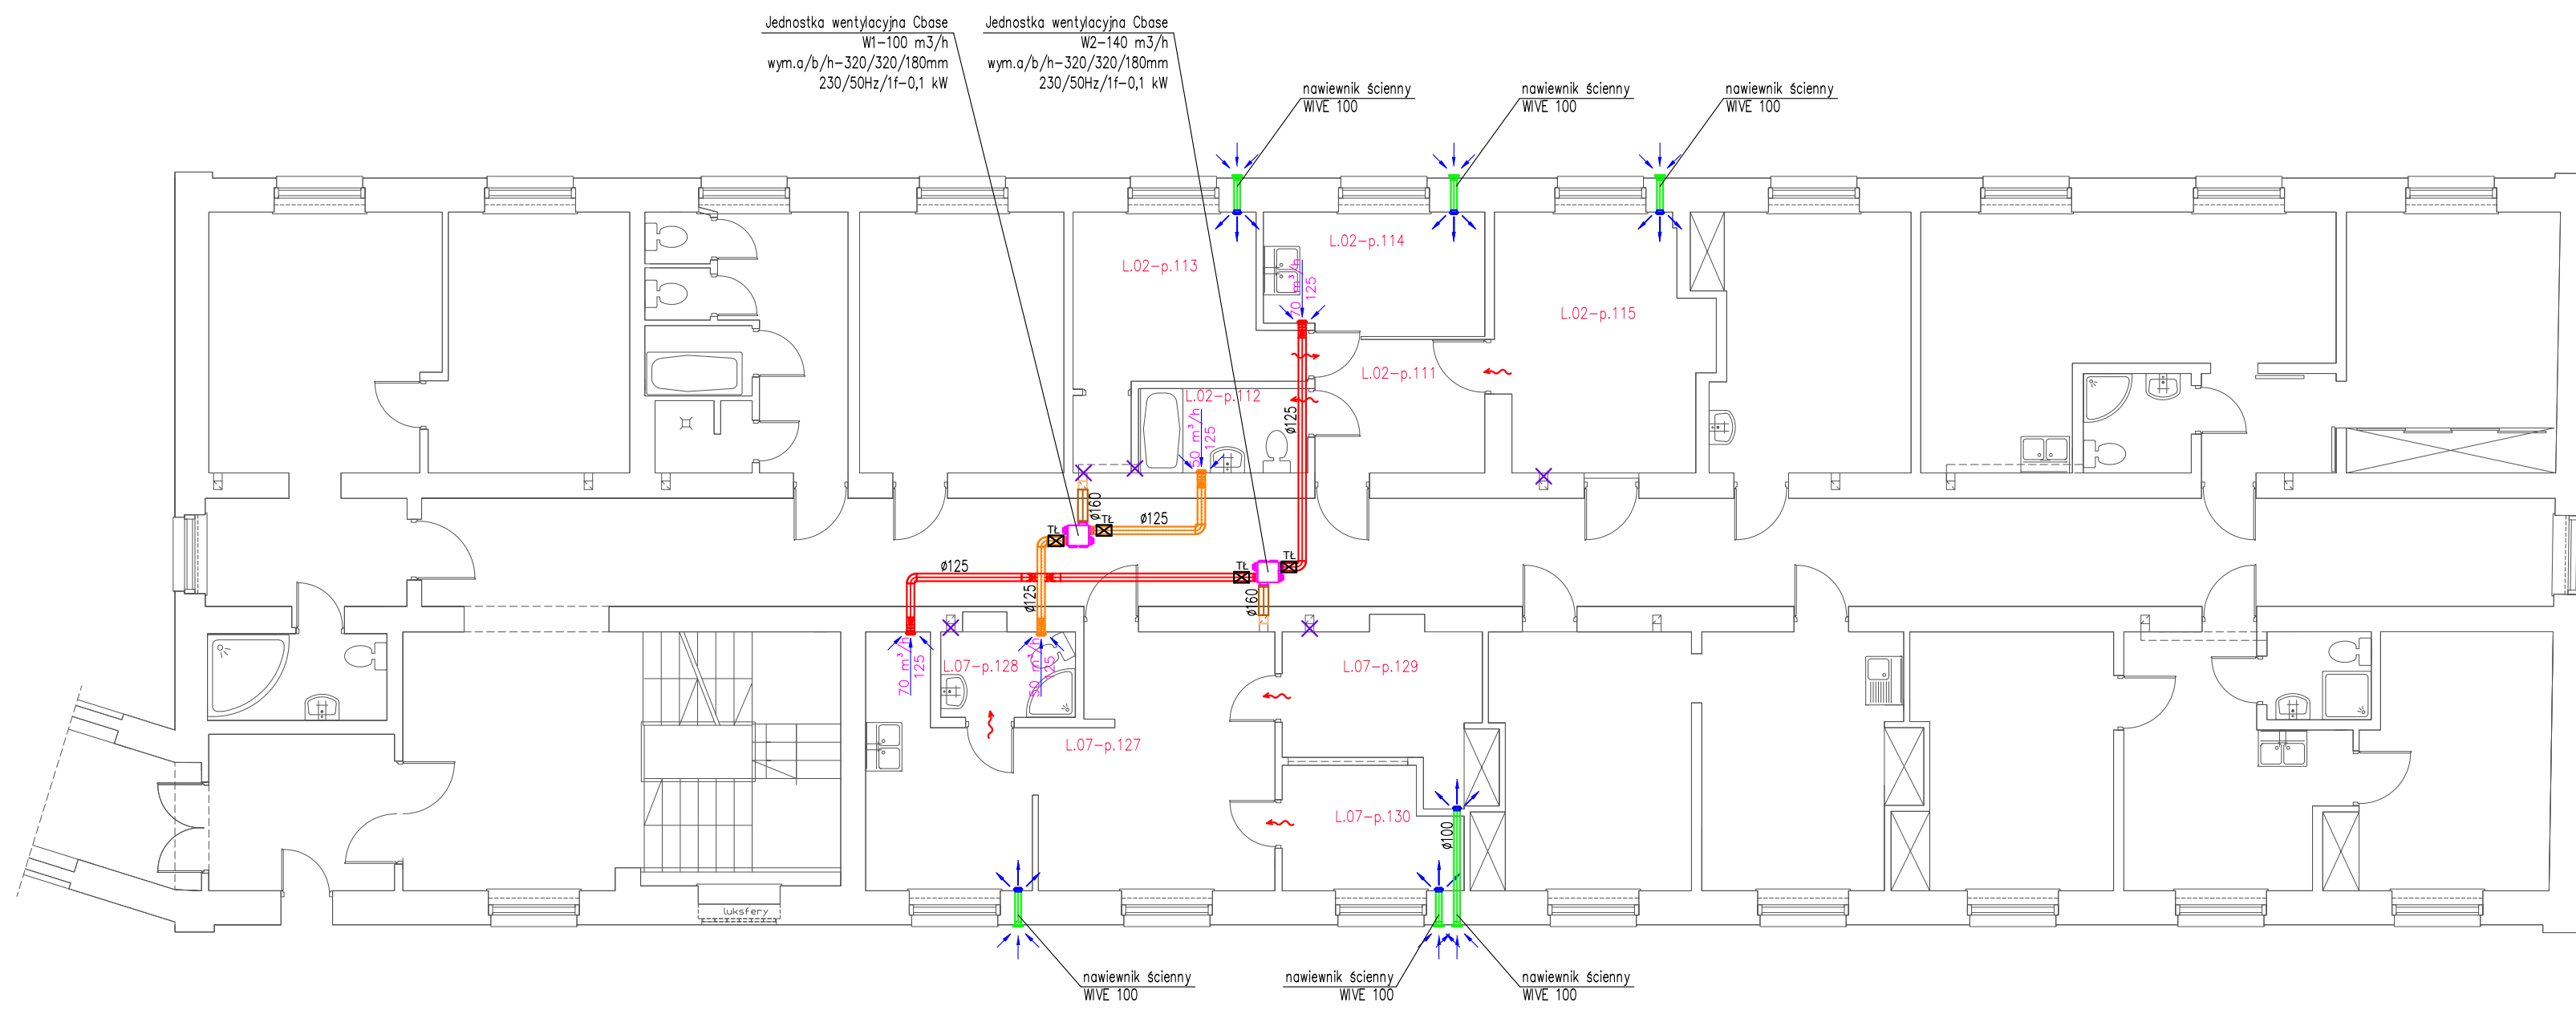 Jednostka wentylacyjna Cbase
W1-100 m3/h
wym.a/b/h-320/320/180mm
230/50Hz/1f-0,1 kW
Jednostka wentylacyjna Cbase
W2-140 m3/h
wym.a/b/h-320/320/180mm
230/50Hz/1f-0,1 kW
nawiewnik ścienny
WIVE 100
nawiewnik ścienny
WIVE 100
nawiewnik ścienny
WIVE 100
L.02-p.113
L.02-p.114
70 m³/h
125
L.02-p.115
L.02-p.111
L.02-p.112
50 m³/h
125
ø125
ø160
TŁ
TŁ
ø125
TŁ
TŁ
ø125
ø125
ø160
70 m³/h
125
L.07-p.128
50 m³/h
125
L.07-p.129
L.07-p.127
L.07-p.130
ø100
luksfery
nawiewnik ścienny
WIVE 100
nawiewnik ścienny
WIVE 100
nawiewnik ścienny
WIVE 100